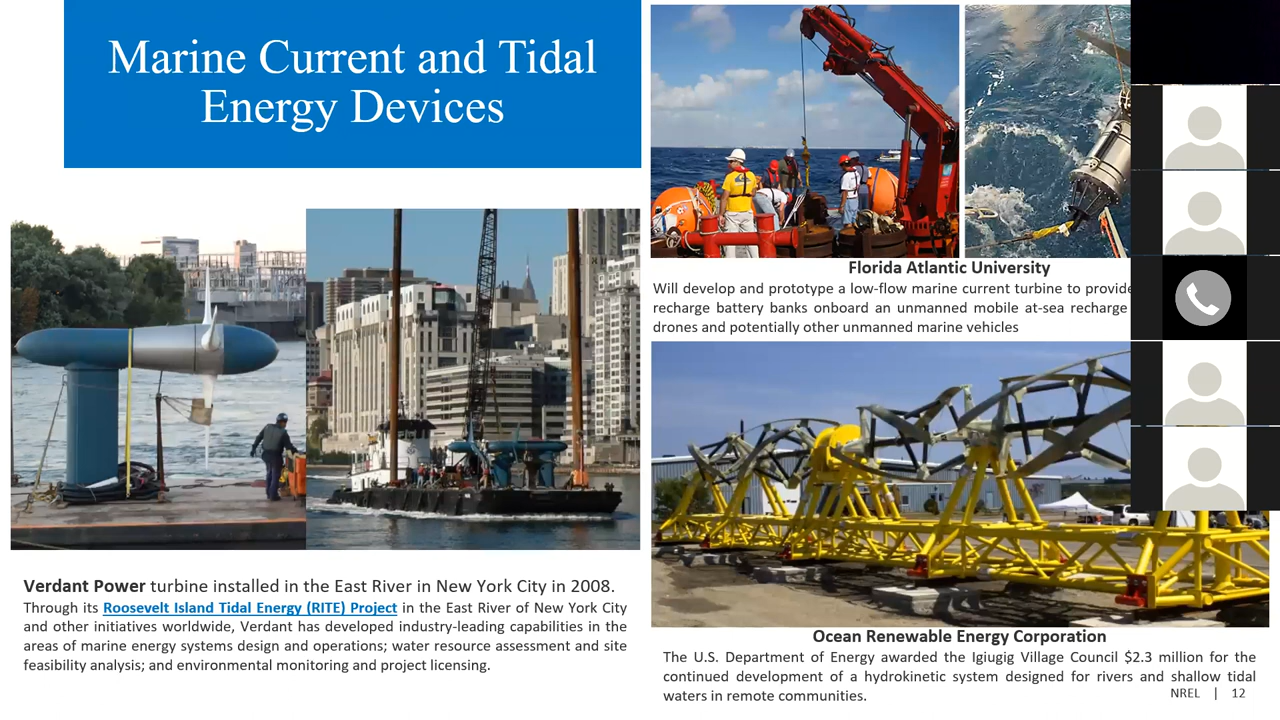 Marine Current and Tidal
Energy Devices
Verdant Power turbine installed in the East River in New York City in 2008.
Through its Roosevelt Island Tidal Energy (RITE) Project in the East River of New York City
and other initiatives worldwide, Verdant has developed industry-leading capabilities in the
areas of marine energy systems design and operations; water resource assessment and site
feasibility analysis; and environmental monitoring and project licensing.
Florida Atlantic University
Will develop and prototype a low-flow marine current turbine to provide
recharge battery banks onboard an unmanned mobile at-sea recharge
drones and potentially other unmanned marine vehicles
Ocean Renewable Energy Corporation
The U.S. Department of Energy awarded the Igiugig Village Council $2.3 million for the
continued development of a hydrokinetic system designed for rivers and shallow tidal
waters in remote communities.
NREL | 12